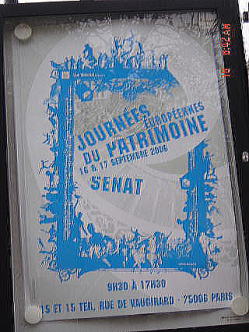 JOURNÉES
EUROPÉENNES
DU PATRIMOINE
16 & 17 SEPTEMBRE 2006
SENAT
9H30 À 17H30
15 ET 15 TER, RUE DE VAUGIRARD - 75006 PARIS